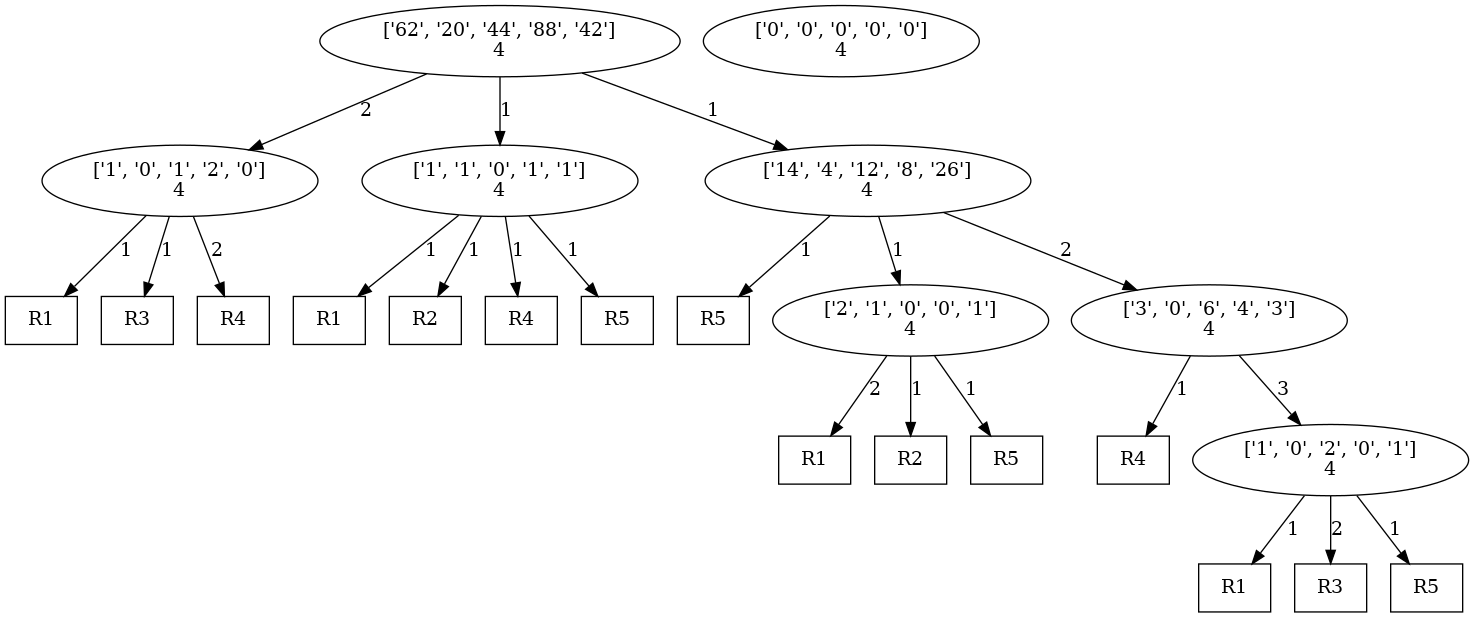 ['62', '20', '44', '88', '42']
4
['0', '0', '0', '0', '0']
4
2
1
1
['1', '0', '1', '2', '0']
4
['1', '1', '0', '1', '1']
4
['14', '4', '12', '8', '26']
4
1
1
2
1
1
1
1
1
1
2
R1
R3
R4
R1
R2
R4
R5
R5
['2', '1', '0', '0', '1']
4
['3', '0', '6', '4', '3']
4
2
1
1
1
3
R1
R2
R5
R4
['1', '0', '2', '0', '1']
4
1
2
1
R1
R3
R5